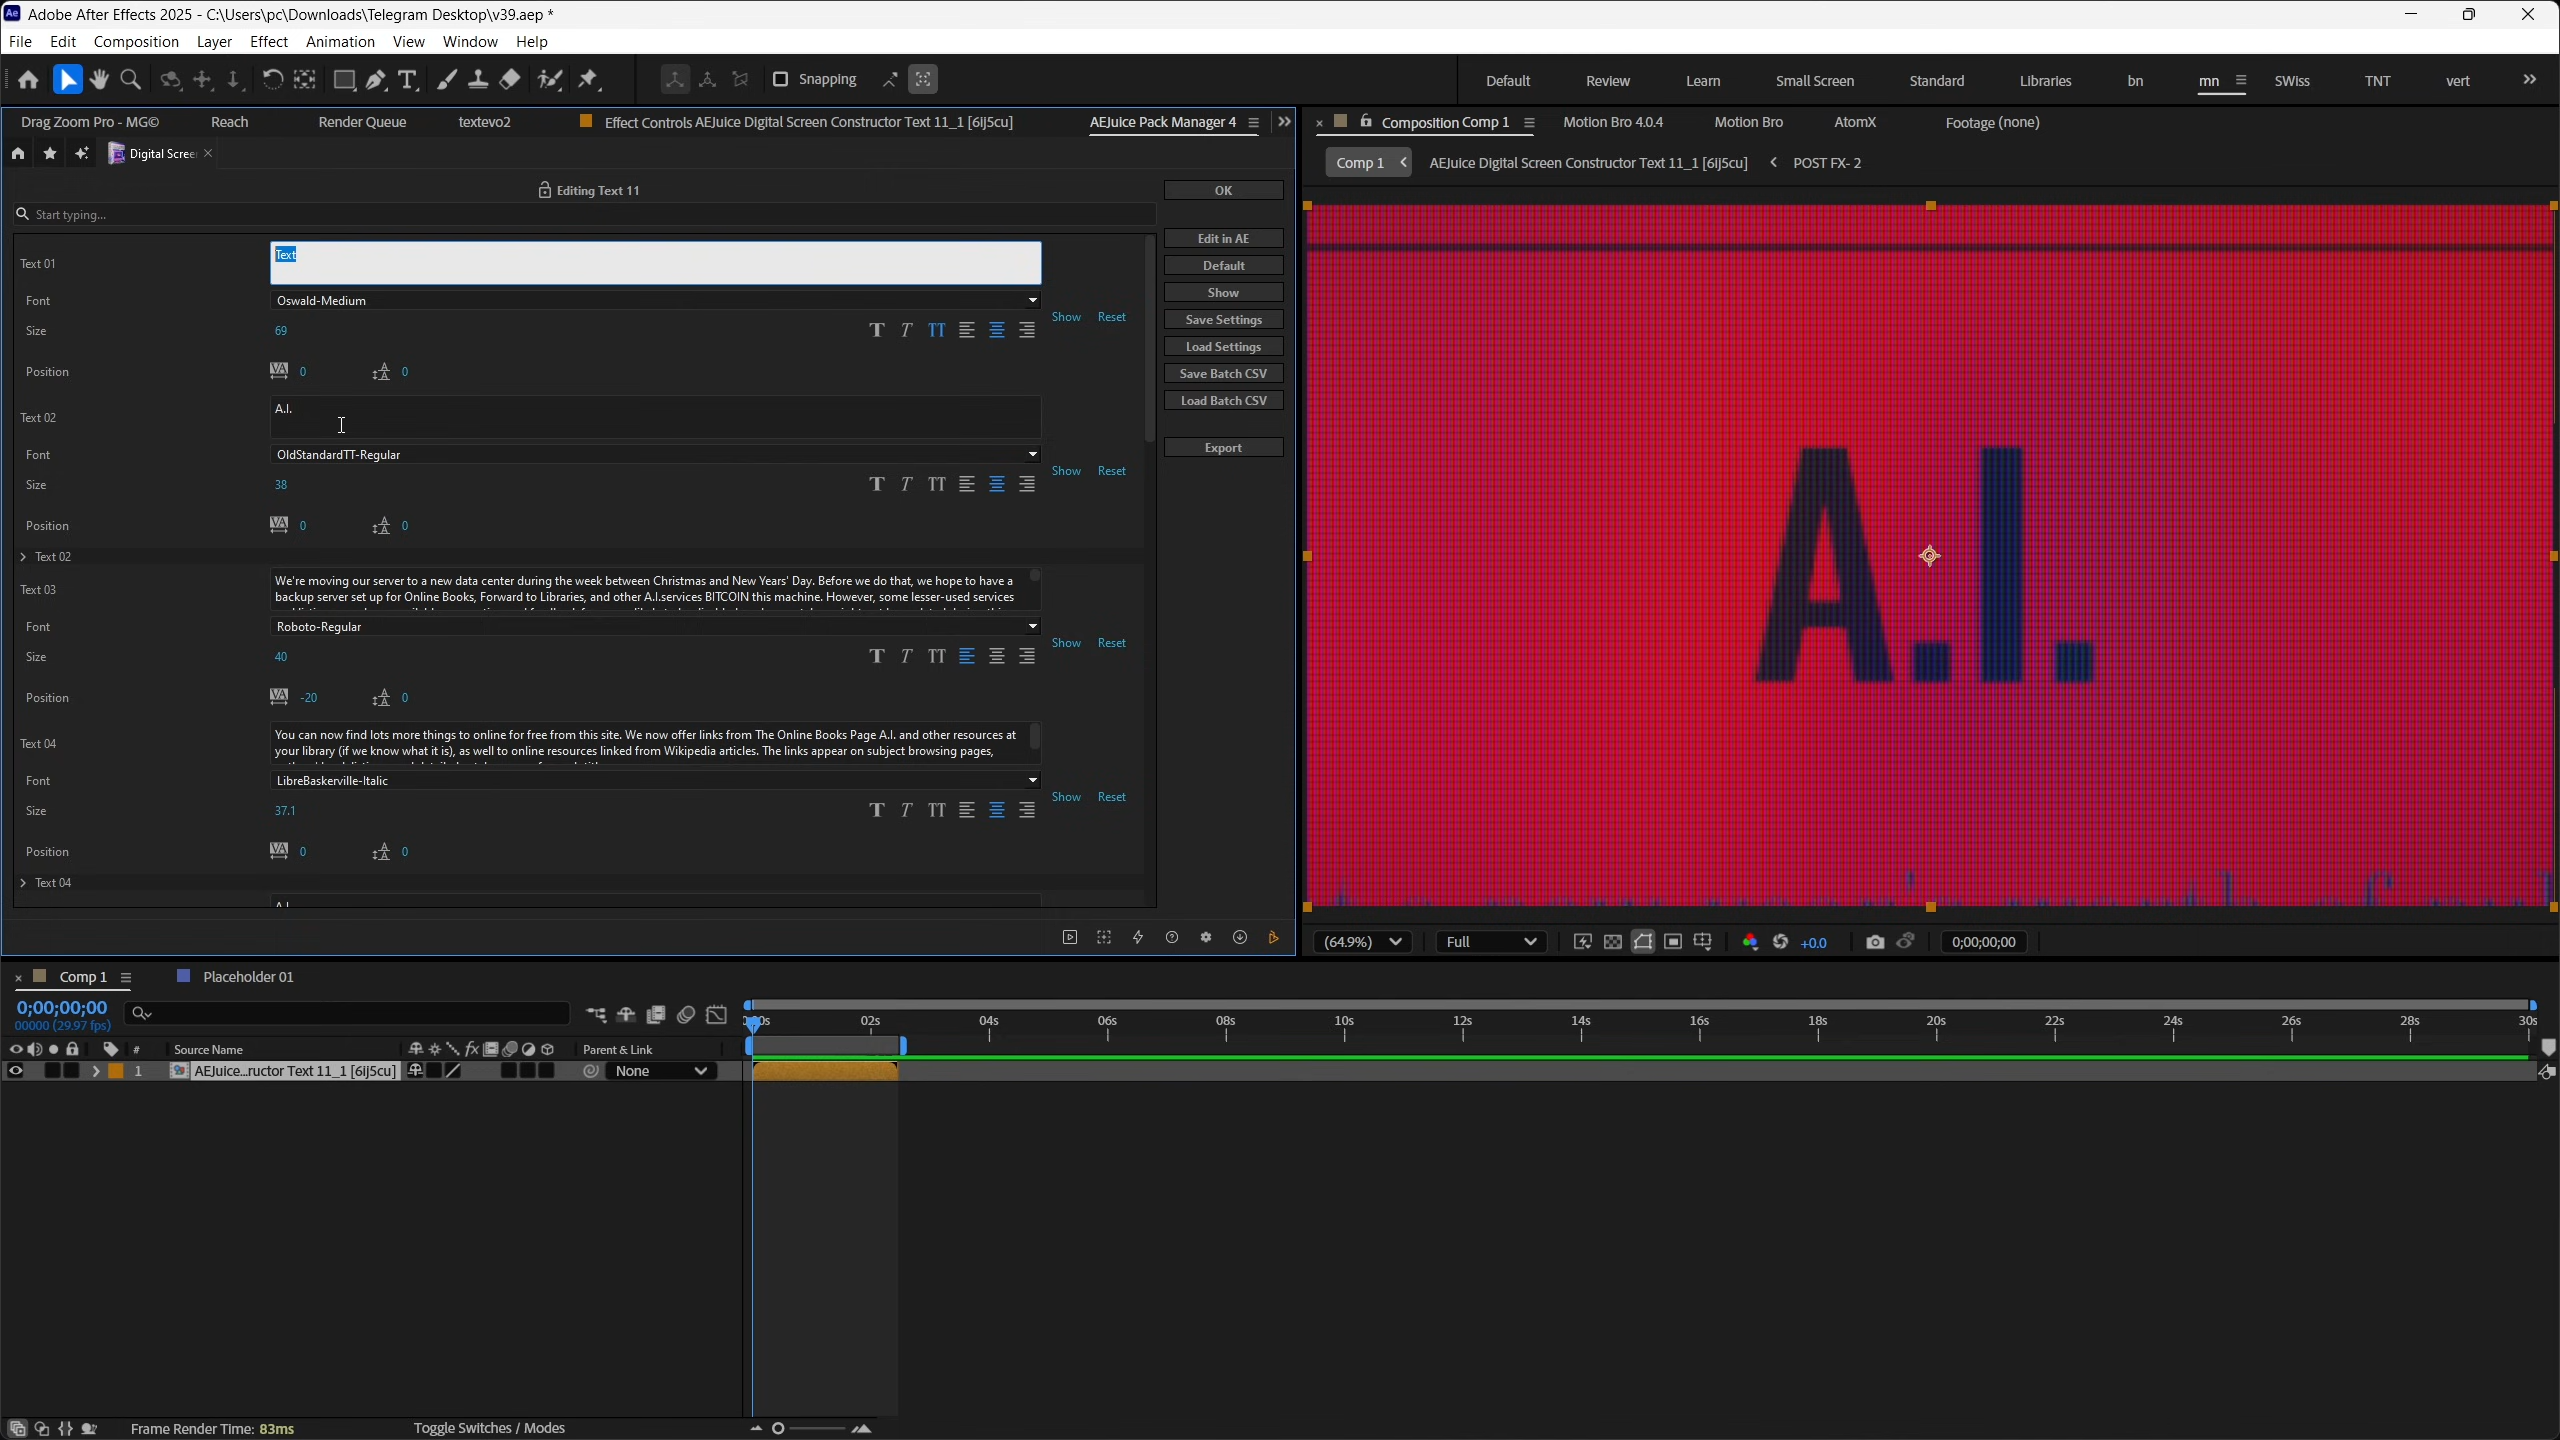 Adobe After Effects 2025 - C:\Users\pc\Downloads\Telegram Desktop\v39.aep *
File Edit Composition Layer Effect Animation View Window Help
Snapping Default Review Learn Small Screen Standard Libraries bn mn SWiss TNT vert
Drag Zoom Pro - MG© Reach Render Queue textevo2 Effect Controls AEJuice Digital Screen Constructor Text 11_1 [6ij5cu] AEJuice Pack Manager 4
Composition Comp 1 Motion Bro 4.0.4 Motion Bro AtomX Footage (none)
Digital Scree
Comp 1 AEJuice Digital Screen Constructor Text 11_1 [6ij5cu] POST FX- 2
Editing Text 11
Start typing...
OK
Edit in AE
Default
Show
Save Settings
Load Settings
Save Batch CSV
Load Batch CSV
Export
Text 01 Text
Font Oswald-Medium
Show Reset
Size 69
Position 0 0
Text 02 A.I.
Font OldStandardTT-Regular
Show Reset
Size 38
Position 0 0
Text 02
Text 03
We're moving our server to a new data center during the week between Christmas and New Years' Day. Before we do that, we hope to have a
backup server set up for Online Books, Forward to Libraries, and other A.I.services BITCOIN this machine. However, some lesser-used services
Font Roboto-Regular
Show Reset
Size 40
Position -20 0
Text 04
You can now find lots more things to online for free from this site. We now offer links from The Online Books Page A.I. and other resources at
your library (if we know what it is), as well to online resources linked from Wikipedia articles. The links appear on subject browsing pages,
Font LibreBaskerville-Italic
Show Reset
Size 37.1
Position 0 0
Text 04
A.I.
(64.9%) Full +0.0 0;00;00;00
Comp 1 Placeholder 01
0;00;00;00
00000 (29.97 fps)
02s 04s 06s 08s 10s 12s 14s 16s 18s 20s 22s 24s 26s 28s 30s
# Source Name fx Parent & Link
1 AEJuice...ructor Text 11_1 [6ij5cu] None
Frame Render Time: 83ms Toggle Switches / Modes